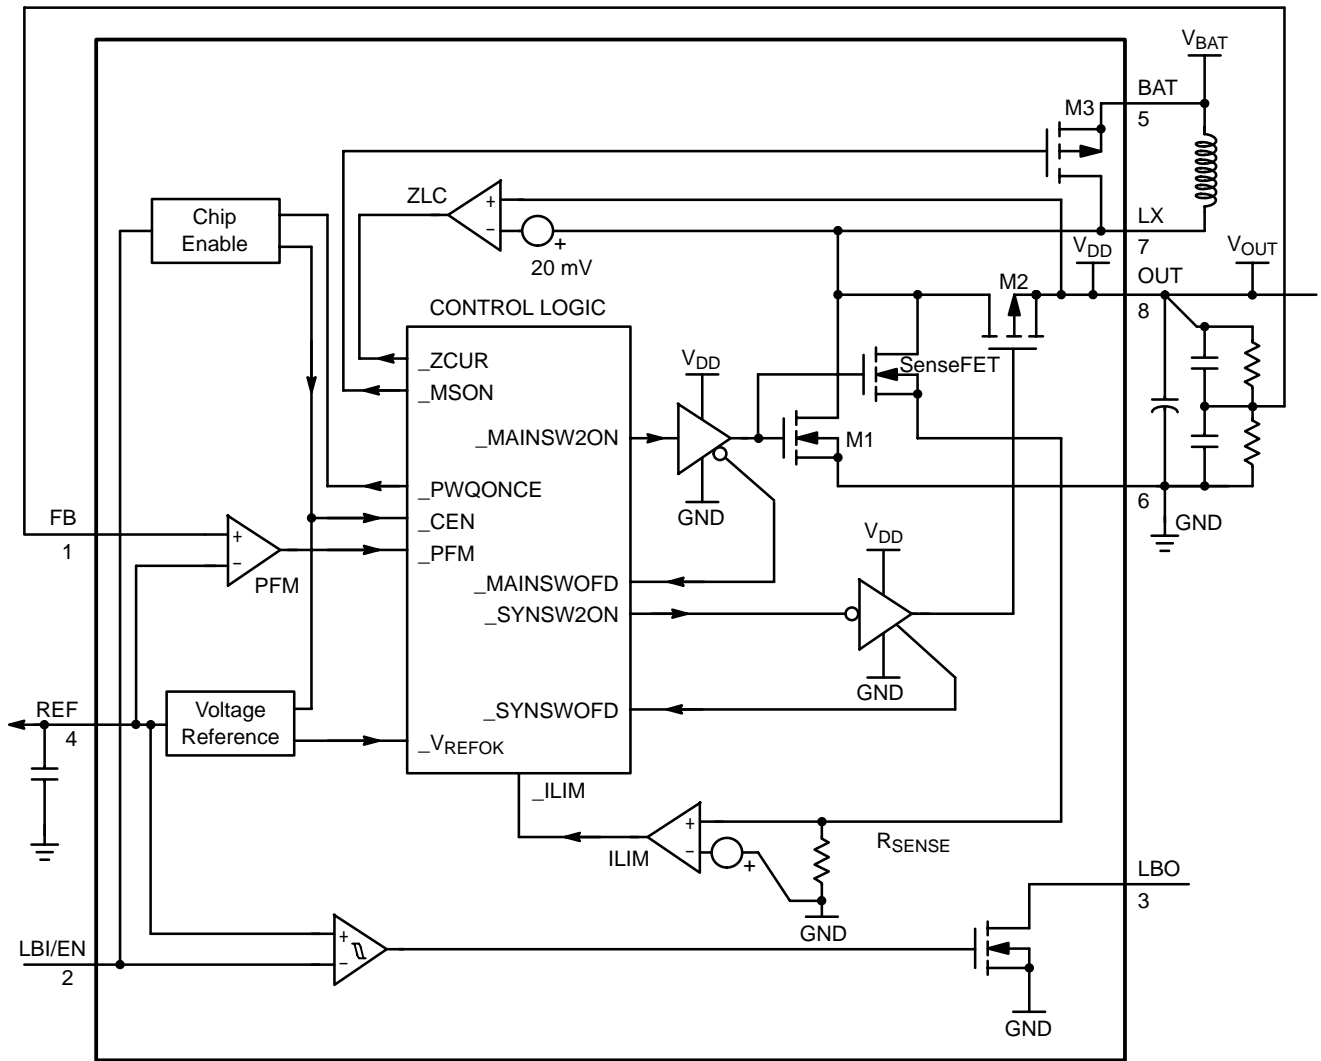 VBAT
BAT
5
M3
ZLC
+
−
+
20 mV
Chip
Enable
LX
7
VDD
VOUT
M2
OUT
8
CONTROL LOGIC
_ZCUR
_MSON
VDD
SenseFET
_MAINSW2ON
M1
_PWQONCE
GND
6
GND
FB
1
+
−
PFM
_CEN
_PFM
VDD
_MAINSWOFD
_SYNSW2ON
GND
REF
4
Voltage
Reference
_SYNSWOFD
_VREFOK
_ILIM
+
−
+
ILIM
RSENSE
GND
LBO
3
LBI/EN
2
+
−
GND